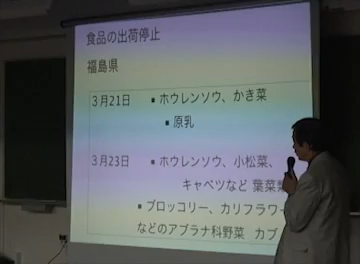 食品の出荷停止
福島県
3月21日 ▪ ホウレンソウ、かき菜
▪ 原乳
3月23日 ▪ ホウレンソウ、小松菜、
キャベツなど 葉菜類
▪ ブロッコリー、カリフラワー
などのアブラナ科野菜 カブ